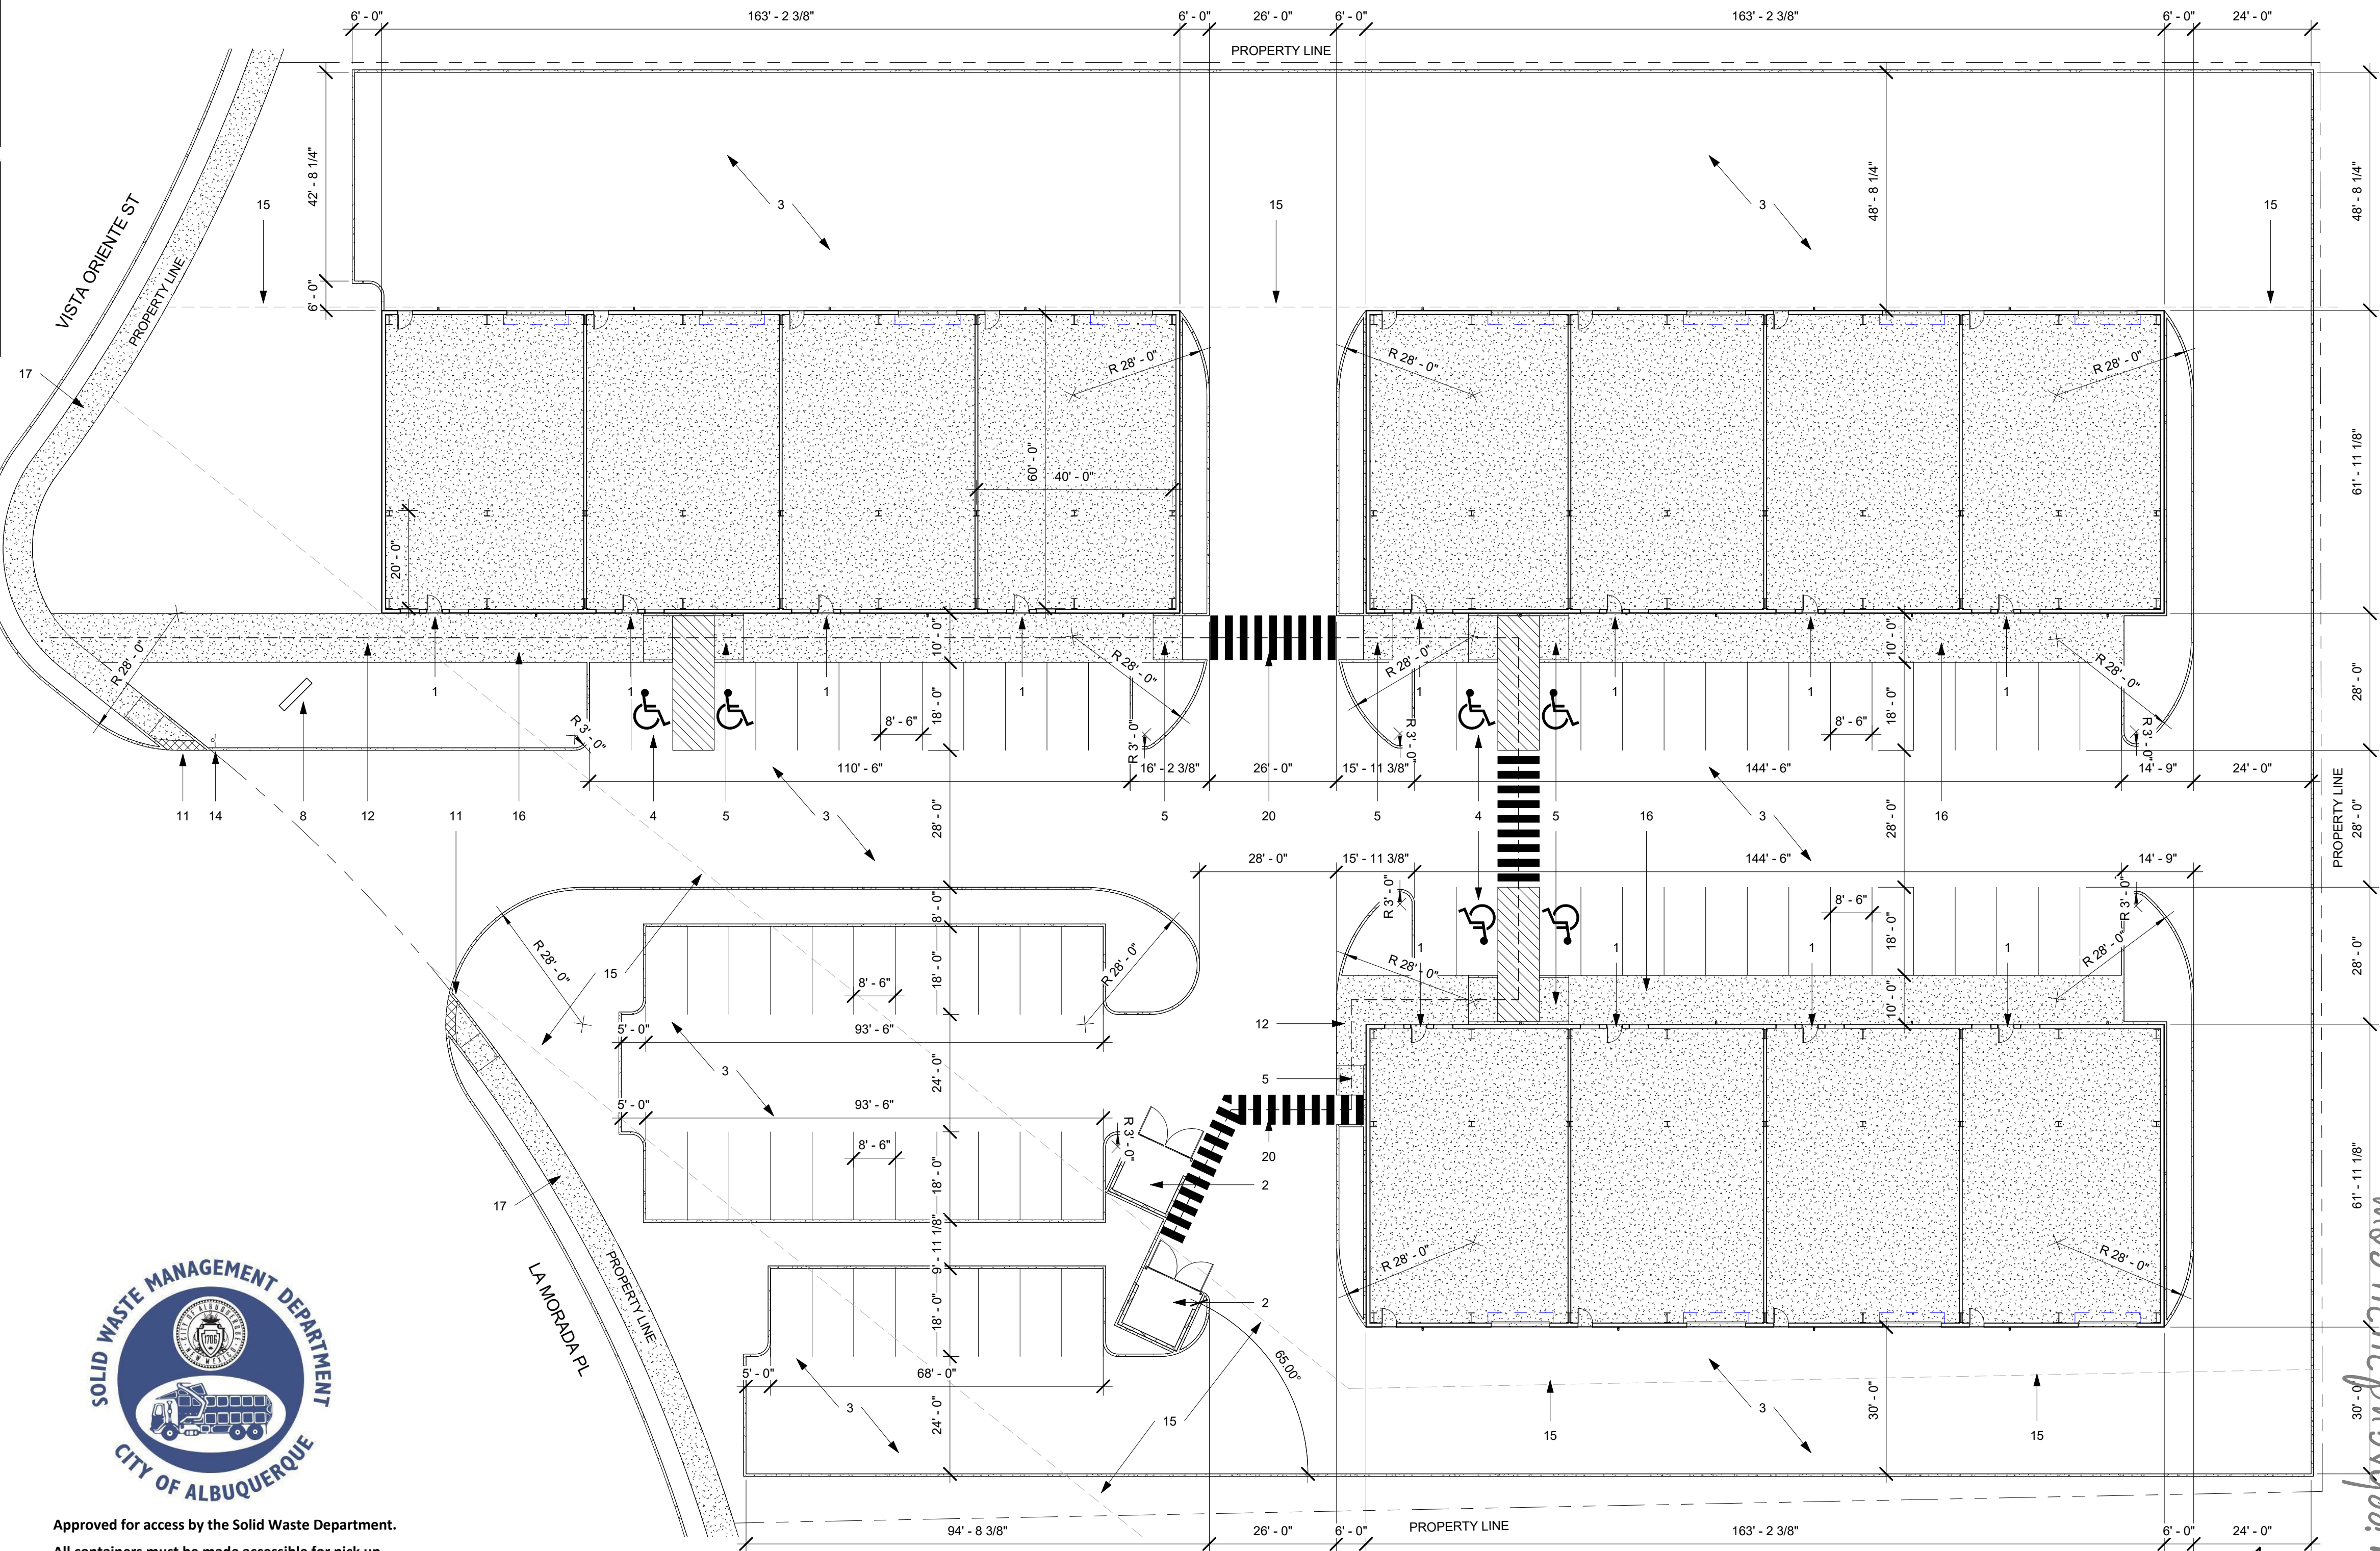 6' - 0" 163' - 2 3/8" 6' - 0" 26' - 0" 6' - 0" 163' - 2 3/8" 6' - 0" 24' - 0"
PROPERTY LINE
42' - 8 1/4"
6' - 0"
48' - 8 1/4"
48' - 8 1/4"
15 3 15 3 15
VISTA ORIENTE ST
PROPERTY LINE
17
R 28' - 0"
R 28' - 0"
R 28' - 0"
60' - 0"
40' - 0"
20' - 0"
61' - 11 1/8"
R 28' - 0"
10' - 0"
R 28' - 0"
R 28' - 0"
10' - 0"
R 28' - 0"
1 1 1 1 1 1 1 1
8' - 6"
18' - 0"
8' - 6"
18' - 0"
28' - 0"
R 3' - 0"
R 3' - 0"
R 3' - 0"
R 3' - 0"
110' - 6" 16' - 2 3/8" 26' - 0" 15' - 11 3/8" 144' - 6" 14' - 9" 24' - 0"
PROPERTY LINE
11 14 8 12 16 11 4 5 3 5 20 5 4 5 16 3 16
28' - 0"
28' - 0"
28' - 0"
28' - 0" 15' - 11 3/8" 144' - 6" 14' - 9"
R 3' - 0"
R 3' - 0"
8' - 0"
8' - 6"
18' - 0"
28' - 0"
1 1 1 1
R 28' - 0"
R 28' - 0"
R 28' - 0"
R 28' - 0"
15
8' - 6"
18' - 0"
10' - 0"
5' - 0" 93' - 6"
12
3
24' - 0"
5
5' - 0" 93' - 6"
R 3' - 0"
8' - 6"
20
18' - 0"
2
17
61' - 11 1/8"
9' - 11 1/8"
R 28' - 0"
R 28' - 0"
PROPERTY LINE
LA MORADA PL
2
18' - 0"
65.00°
5' - 0" 68' - 0"
3
24' - 0"
15
15
3
30' - 0"
15
30' - 0"
SOLID WASTE MANAGEMENT DEPARTMENT
CITY OF ALBUQUERQUE
1706
Approved for access by the Solid Waste Department.
All containers must be made accessible for pick up
94' - 8 3/8" 26' - 0" 6' - 0" PROPERTY LINE 163' - 2 3/8" 6' - 0" 24' - 0"